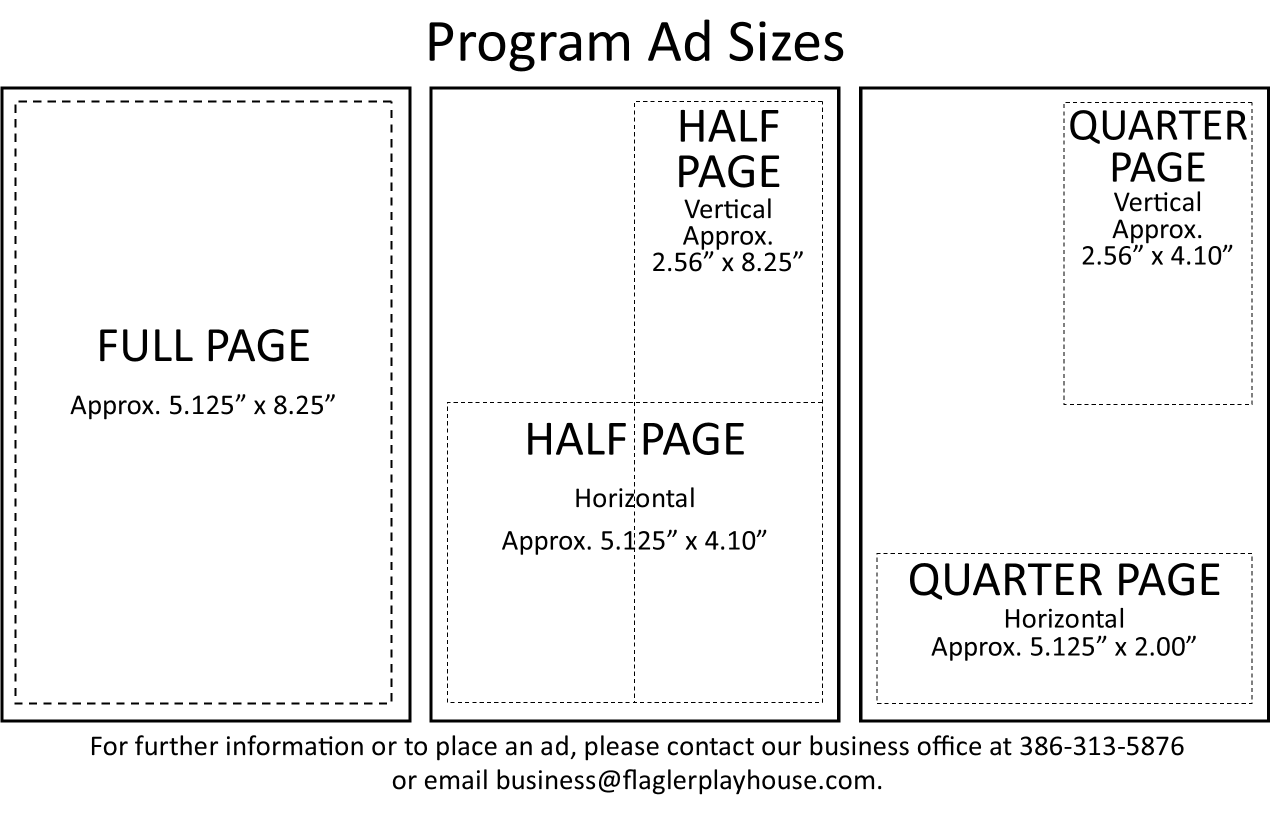 Program Ad Sizes
FULL PAGE
Approx. 5.125” x 8.25”
HALF
PAGE
Vertical
Approx.
2.56” x 8.25”
HALF PAGE
Horizontal
Approx. 5.125” x 4.10”
QUARTER
PAGE
Vertical
Approx.
2.56” x 4.10”
QUARTER PAGE
Horizontal
Approx. 5.125” x 2.00”
For further information or to place an ad, please contact our business office at 386-313-5876
or email business@flaglerplayhouse.com.